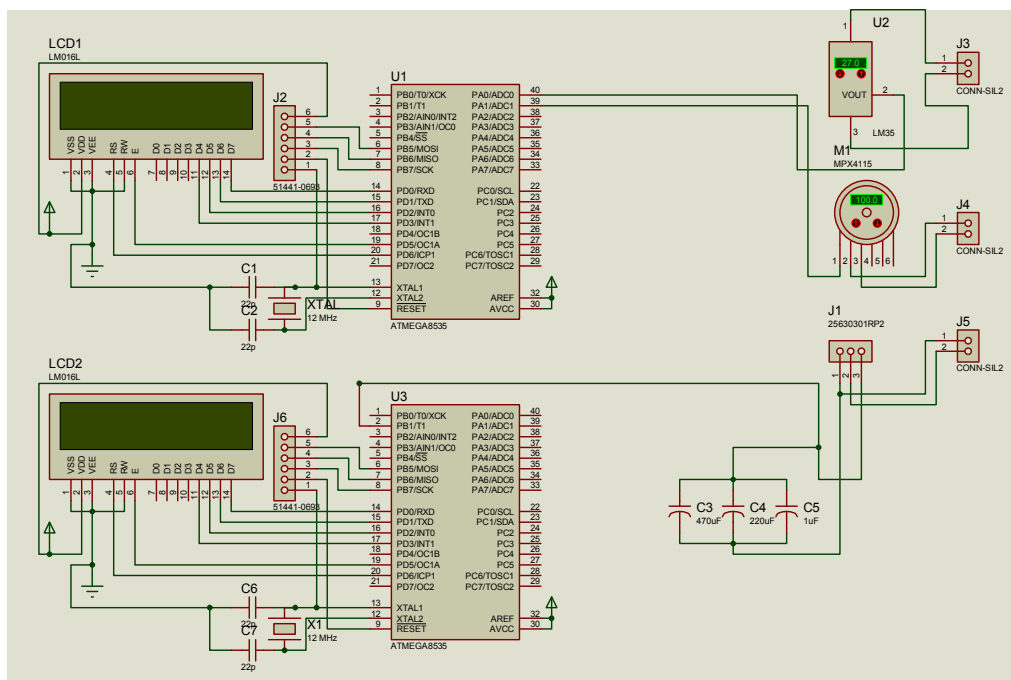 LCD1
LM016L
VSS VDD VEE RS RW E D0 D1 D2 D3 D4 D5 D6 D7
1 2 3 4 5 6 7 8 9 10 11 12 13 14
J2
6
5
4
3
2
1
51441-0693
C1
22p
C2
22p
XTAL
12 MHz
U1
1 PB0/T0/XCK PA0/ADC0 40
2 PB1/T1 PA1/ADC1 39
3 PB2/AIN0/INT2 PA2/ADC2 38
4 PB3/AIN1/OC0 PA3/ADC3 37
5 PB4/SS PA4/ADC4 36
6 PB5/MOSI PA5/ADC5 35
7 PB6/MISO PA6/ADC6 34
8 PB7/SCK PA7/ADC7 33
14 PD0/RXD PC0/SCL 22
15 PD1/TXD PC1/SDA 23
16 PD2/INT0 PC2 24
17 PD3/INT1 PC3 25
18 PD4/OC1B PC4 26
19 PD5/OC1A PC5 27
20 PD6/ICP1 PC6/TOSC1 28
21 PD7/OC2 PC7/TOSC2 29
13 XTAL1
12 XTAL2 AREF 32
9 RESET AVCC 30
ATMEGA8535
U2
1
27.0
VOUT 2
3
LM35
J3
1
2
CONN-SIL2
M1
MPX4115
100.0
1 2 3 4 5 6
J4
1
2
CONN-SIL2
J1
25630301RP2
1 2 3
J5
1
2
CONN-SIL2
LCD2
LM016L
VSS VDD VEE RS RW E D0 D1 D2 D3 D4 D5 D6 D7
1 2 3 4 5 6 7 8 9 10 11 12 13 14
J6
6
5
4
3
2
1
51441-0693
C6
22p
C7
22p
X1
12 MHz
U3
1 PB0/T0/XCK PA0/ADC0 40
2 PB1/T1 PA1/ADC1 39
3 PB2/AIN0/INT2 PA2/ADC2 38
4 PB3/AIN1/OC0 PA3/ADC3 37
5 PB4/SS PA4/ADC4 36
6 PB5/MOSI PA5/ADC5 35
7 PB6/MISO PA6/ADC6 34
8 PB7/SCK PA7/ADC7 33
14 PD0/RXD PC0/SCL 22
15 PD1/TXD PC1/SDA 23
16 PD2/INT0 PC2 24
17 PD3/INT1 PC3 25
18 PD4/OC1B PC4 26
19 PD5/OC1A PC5 27
20 PD6/ICP1 PC6/TOSC1 28
21 PD7/OC2 PC7/TOSC2 29
13 XTAL1
12 XTAL2 AREF 32
9 RESET AVCC 30
ATMEGA8535
C3
470uF
C4
220uF
C5
1uF